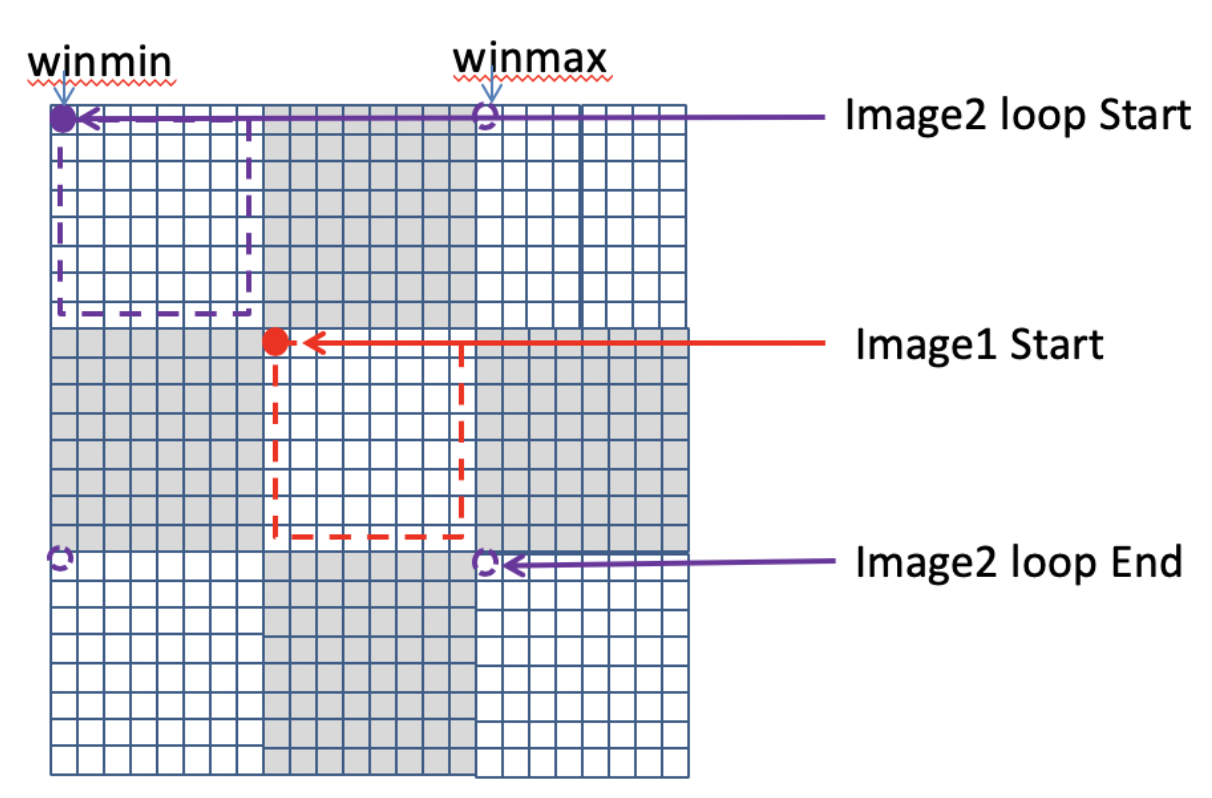 winmin
winmax
Image2 loop Start
Image1 Start
Image2 loop End